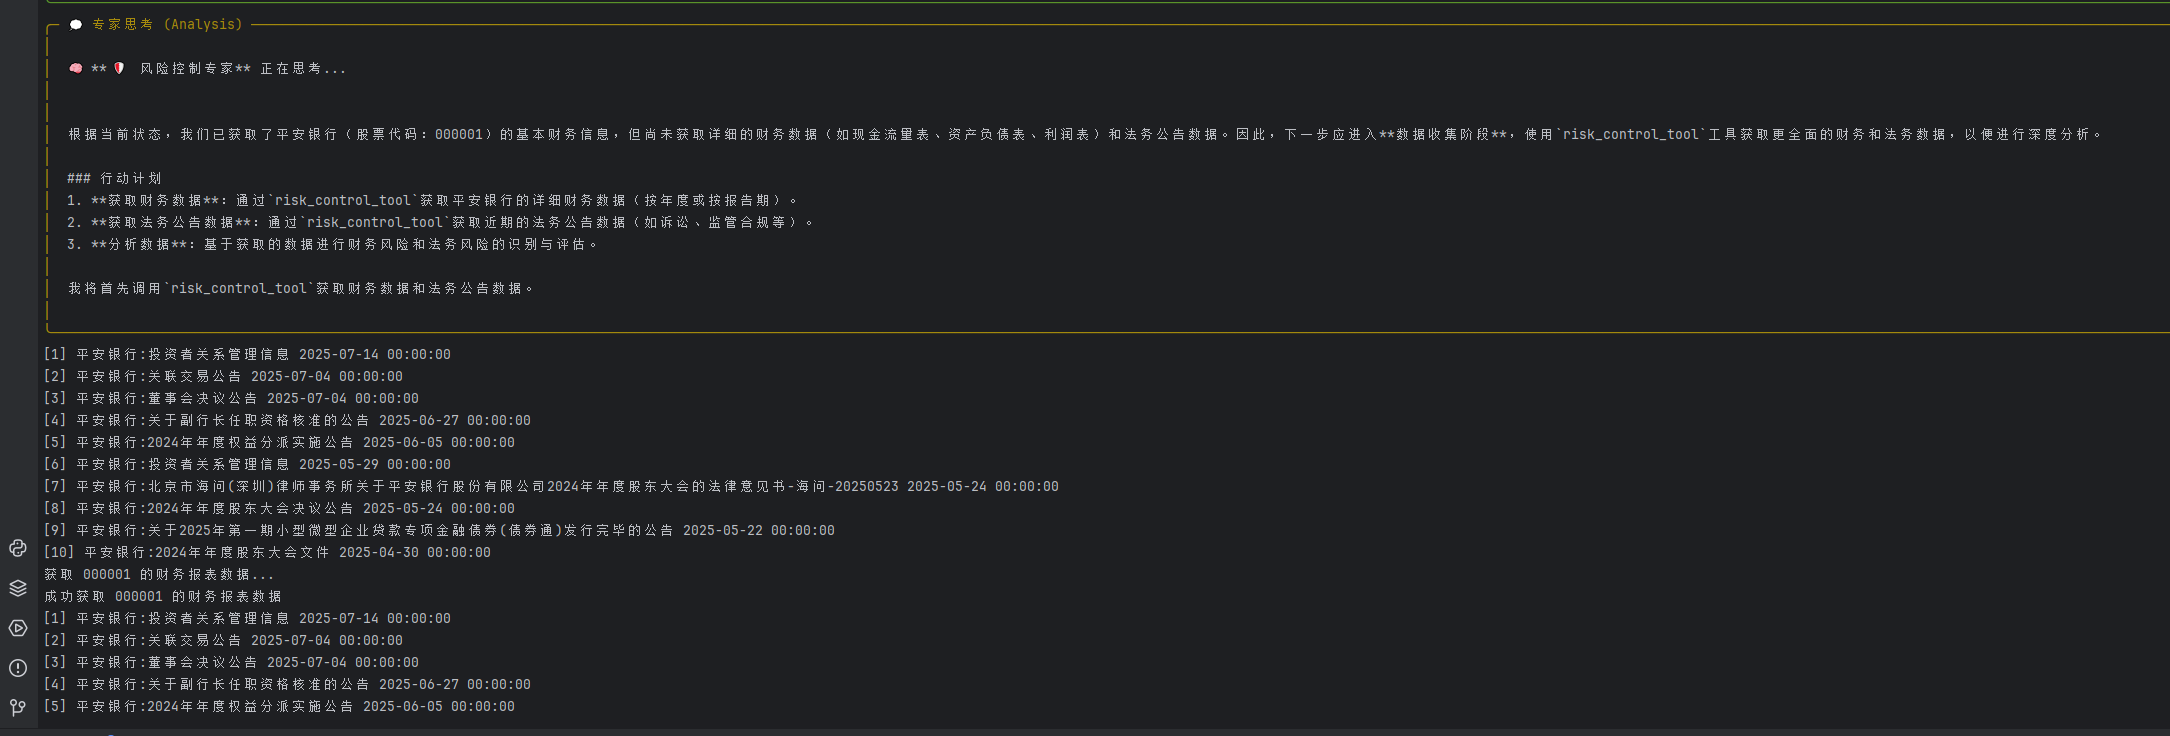 💭 专家思考 (Analysis)
🧠 **🛡️ 风险控制专家** 正在思考...
根据当前状态，我们已获取了平安银行（股票代码：000001）的基本财务信息，但尚未获取详细的财务数据（如现金流量表、资产负债表、利润表）和法务公告数据。因此，下一步应进入**数据收集阶段**，使用`risk_control_tool`工具获取更全面的财务和法务数据，以便进行深度分析。
### 行动计划
1. **获取财务数据**：通过`risk_control_tool`获取平安银行的详细财务数据（按年度或按报告期）。
2. **获取法务公告数据**：通过`risk_control_tool`获取近期的法务公告数据（如诉讼、监管合规等）。
3. **分析数据**：基于获取的数据进行财务风险和法务风险的识别与评估。
我将首先调用`risk_control_tool`获取财务数据和法务公告数据。
[1] 平安银行:投资者关系管理信息 2025-07-14 00:00:00
[2] 平安银行:关联交易公告 2025-07-04 00:00:00
[3] 平安银行:董事会决议公告 2025-07-04 00:00:00
[4] 平安银行:关于副行长任职资格核准的公告 2025-06-27 00:00:00
[5] 平安银行:2024年年度权益分派实施公告 2025-06-05 00:00:00
[6] 平安银行:投资者关系管理信息 2025-05-29 00:00:00
[7] 平安银行:北京市海问(深圳)律师事务所关于平安银行股份有限公司2024年年度股东大会的法律意见书-海问-20250523 2025-05-24 00:00:00
[8] 平安银行:2024年年度股东大会决议公告 2025-05-24 00:00:00
[9] 平安银行:关于2025年第一期小型微型企业贷款专项金融债券(债券通)发行完毕的公告 2025-05-22 00:00:00
[10] 平安银行:2024年年度股东大会文件 2025-04-30 00:00:00
获取 000001 的财务报表数据...
成功获取 000001 的财务报表数据
[1] 平安银行:投资者关系管理信息 2025-07-14 00:00:00
[2] 平安银行:关联交易公告 2025-07-04 00:00:00
[3] 平安银行:董事会决议公告 2025-07-04 00:00:00
[4] 平安银行:关于副行长任职资格核准的公告 2025-06-27 00:00:00
[5] 平安银行:2024年年度权益分派实施公告 2025-06-05 00:00:00